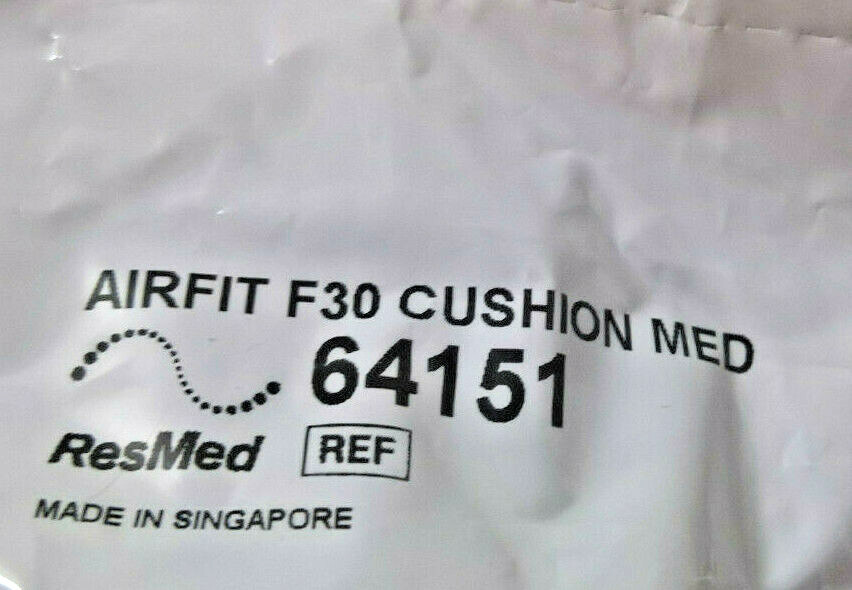 AIRFIT F30 CUSHION MED
64151
ResMed REF
MADE IN SINGAPORE